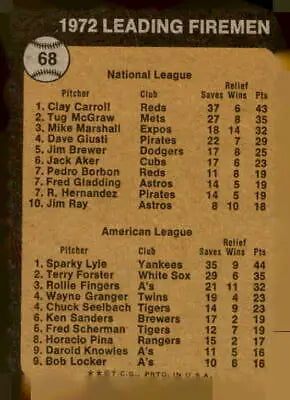 1972 LEADING FIREMEN
68
National League
Relief
Pitcher Club Saves Wins Pts
1. Clay Carroll Reds 37 6 43
2. Tug McGraw Mets 27 8 35
3. Mike Marshall Expos 18 14 32
4. Dave Giusti Pirates 22 7 29
5. Jim Brewer Dodgers 17 8 25
6. Jack Aker Cubs 17 6 23
7. Pedro Borbon Reds 11 8 19
7. Fred Gladding Astros 14 5 19
7. R. Hernandez Pirates 14 5 19
10. Jim Ray Astros 8 10 18
American League
Relief
Pitcher Club Saves Wins Pts
1. Sparky Lyle Yankees 35 9 44
2. Terry Forster White Sox 29 6 35
3. Rollie Fingers A's 21 11 32
4. Wayne Granger Twins 19 4 23
4. Chuck Seelbach Tigers 14 9 23
6. Ken Sanders Brewers 17 2 19
6. Fred Scherman Tigers 12 7 19
8. Horacio Pina Rangers 15 2 17
9. Darold Knowles A's 11 5 16
9. Bob Locker A's 10 6 16
★★© T.C.G., PRTD. IN U.S.A.